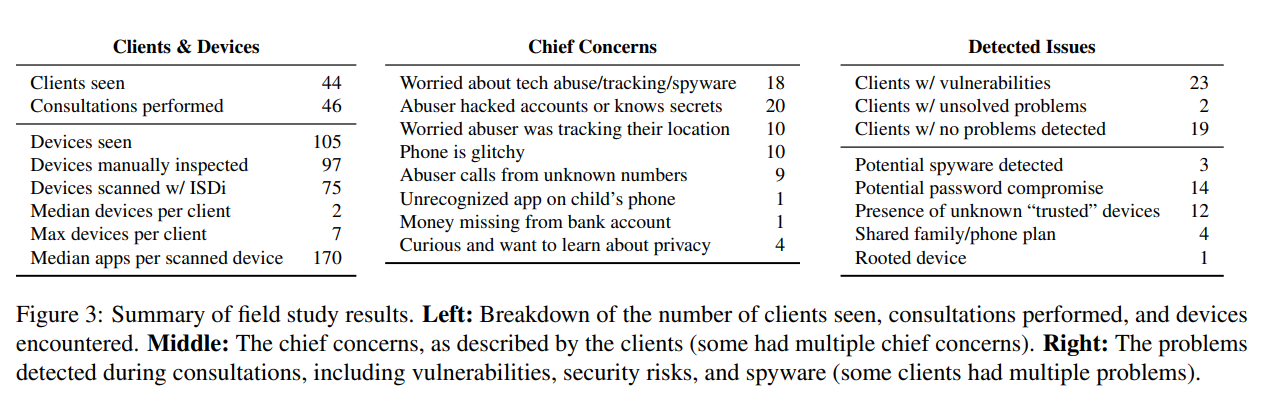 Clients & Devices
Clients seen 44
Consultations performed 46
Devices seen 105
Devices manually inspected 97
Devices scanned w/ ISDi 75
Median devices per client 2
Max devices per client 7
Median apps per scanned device 170
Chief Concerns
Worried about tech abuse/tracking/spyware 18
Abuser hacked accounts or knows secrets 20
Worried abuser was tracking their location 10
Phone is glitchy 10
Abuser calls from unknown numbers 9
Unrecognized app on child’s phone 1
Money missing from bank account 1
Curious and want to learn about privacy 4
Detected Issues
Clients w/ vulnerabilities 23
Clients w/ unsolved problems 2
Clients w/ no problems detected 19
Potential spyware detected 3
Potential password compromise 14
Presence of unknown “trusted” devices 12
Shared family/phone plan 4
Rooted device 1
Figure 3: Summary of field study results. Left: Breakdown of the number of clients seen, consultations performed, and devices
encountered. Middle: The chief concerns, as described by the clients (some had multiple chief concerns). Right: The problems
detected during consultations, including vulnerabilities, security risks, and spyware (some clients had multiple problems).